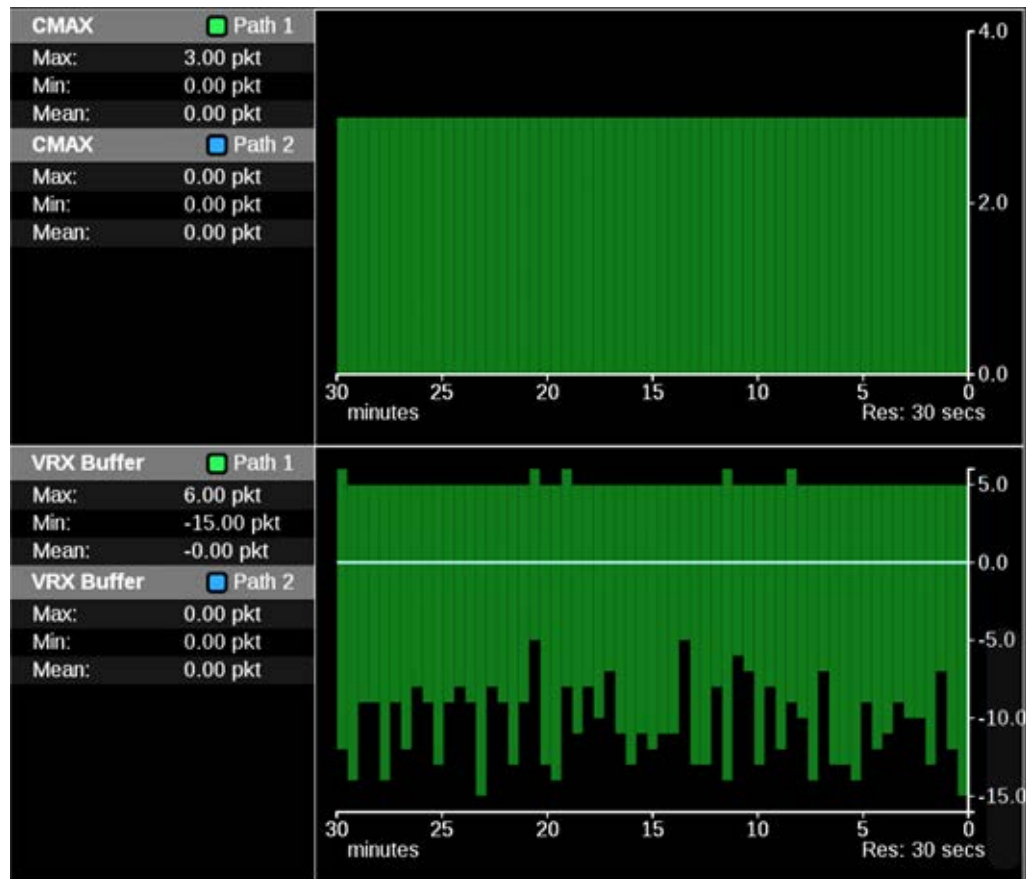 CMAX Path 1
Max: 3.00 pkt
Min: 0.00 pkt
Mean: 0.00 pkt
CMAX Path 2
Max: 0.00 pkt
Min: 0.00 pkt
Mean: 0.00 pkt
4.0
2.0
0.0
30 25 20 15 10 5 0
minutes Res: 30 secs
VRX Buffer Path 1
Max: 6.00 pkt
Min: -15.00 pkt
Mean: -0.00 pkt
VRX Buffer Path 2
Max: 0.00 pkt
Min: 0.00 pkt
Mean: 0.00 pkt
5.0
0.0
-5.0
-10.0
-15.0
30 25 20 15 10 5 0
minutes Res: 30 secs